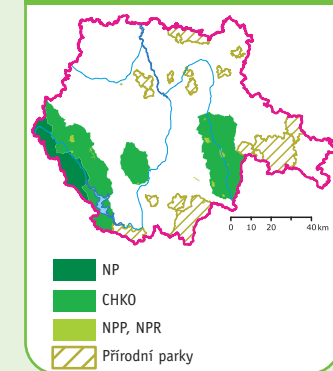 0 10 20 40 km
NP
CHKO
NPP, NPR
Přírodní parky